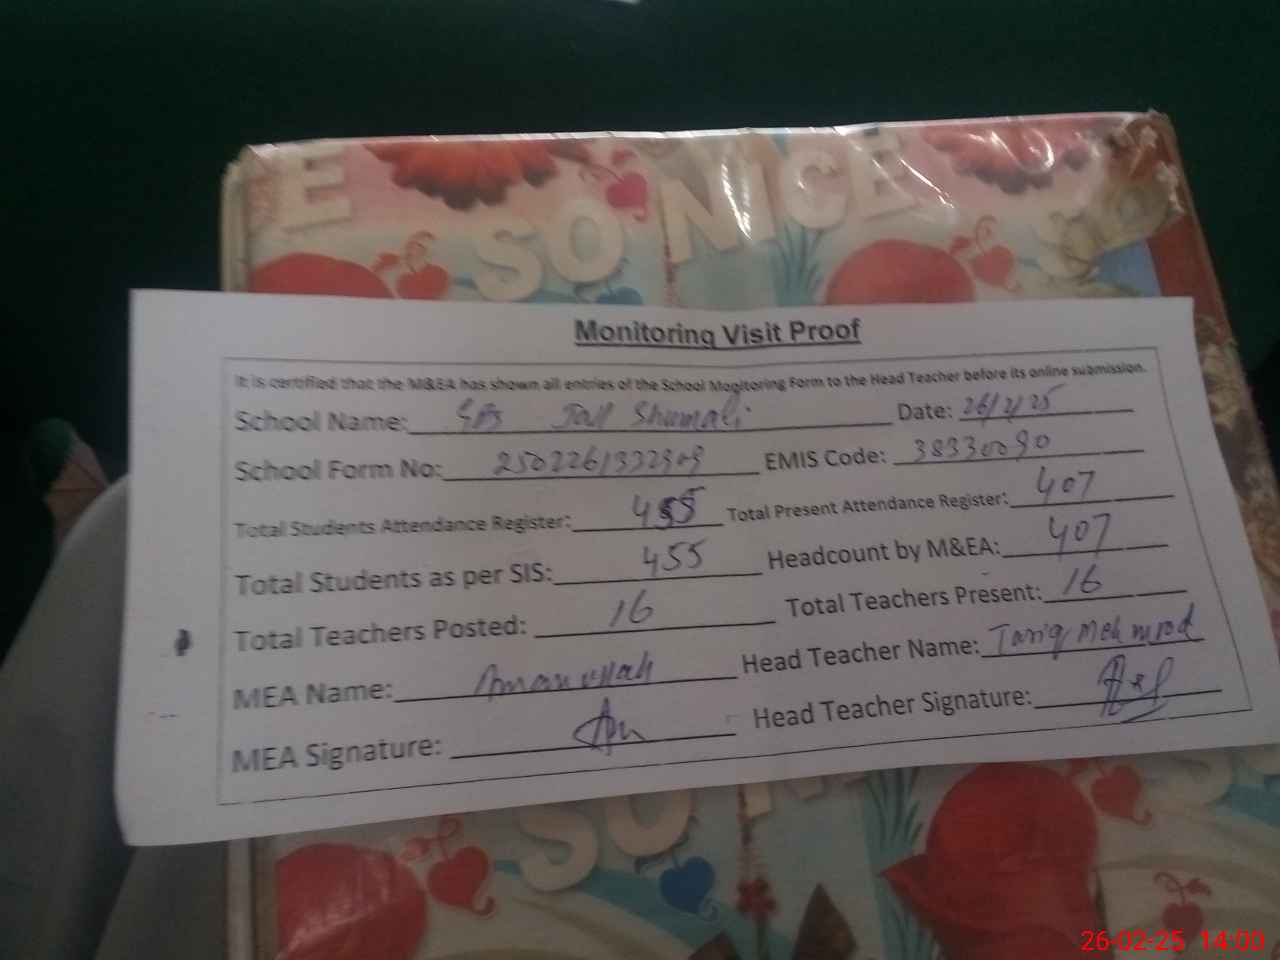 E SO NICE SO
Monitoring Visit Proof
It is certified that the M&EA has shown all entries of the School Monitoring Form to the Head Teacher before its online submission.
School Name: Jall Shumali Date: 26/2/25
School Form No: EMIS Code: 38330090
Total Students Attendance Register: 455 Total Present Attendance Register: 407
Total Students as per SIS: 455 Headcount by M&EA: 407
Total Teachers Posted: 16 Total Teachers Present: 16
MEA Name: Amanullah Head Teacher Name: Tariq Mehmood
MEA Signature: Head Teacher Signature:
SO N
26-02-25 14:00